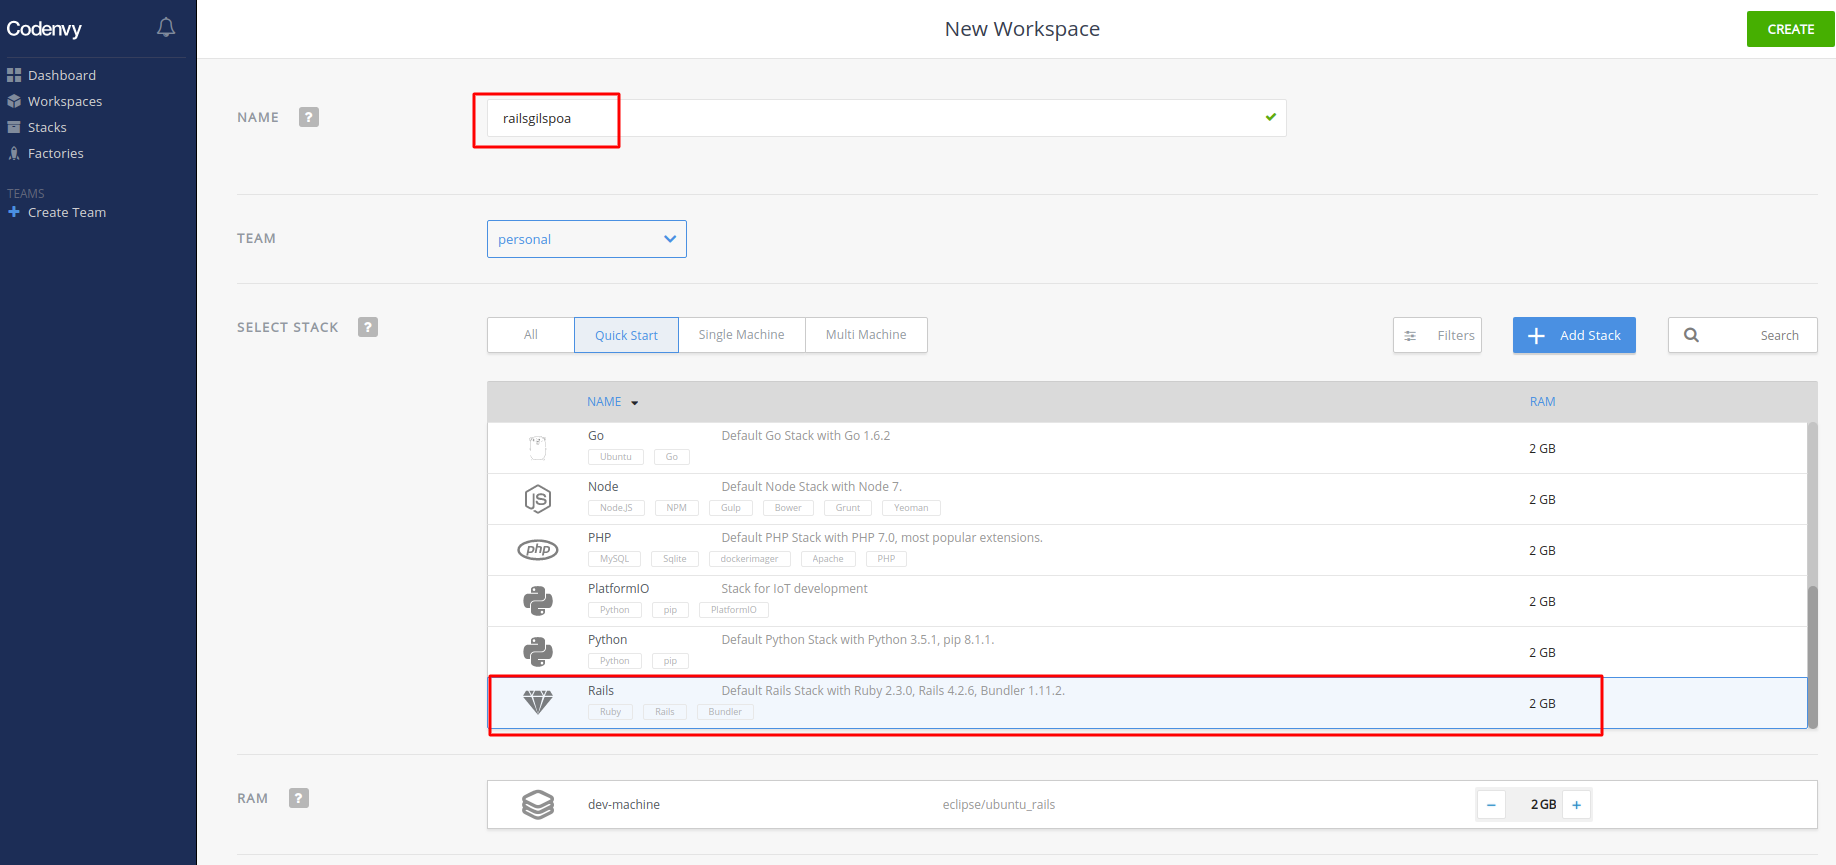 Codenvy
Dashboard
Workspaces
Stacks
Factories
TEAMS
Create Team
New Workspace
CREATE
NAME ?
railsgilspoa
TEAM
personal
SELECT STACK ?
All Quick Start Single Machine Multi Machine
Filters
Add Stack
Search
NAME RAM
Go Default Go Stack with Go 1.6.2
Ubuntu Go
2 GB
Node Default Node Stack with Node 7.
Node.JS NPM Gulp Bower Grunt Yeoman
2 GB
PHP Default PHP Stack with PHP 7.0, most popular extensions.
MySQL Sqlite dockerimager Apache PHP
2 GB
PlatformIO Stack for IoT development
Python pip PlatformIO
2 GB
Python Default Python Stack with Python 3.5.1, pip 8.1.1.
Python pip
2 GB
Rails Default Rails Stack with Ruby 2.3.0, Rails 4.2.6, Bundler 1.11.2.
Ruby Rails Bundler
2 GB
RAM ?
dev-machine eclipse/ubuntu_rails − 2 GB +